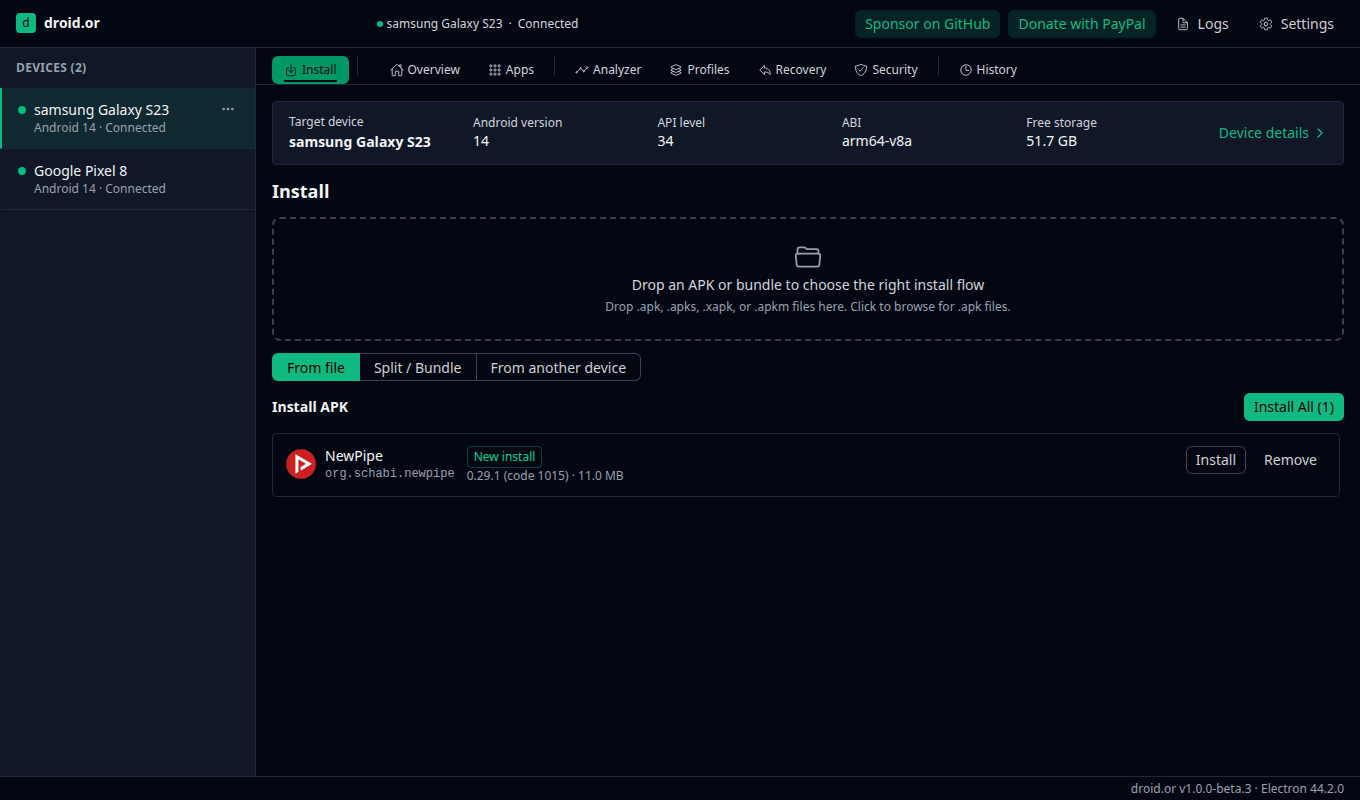 d droid.or
samsung Galaxy S23 · Connected
Sponsor on GitHub
Donate with PayPal
Logs
Settings
DEVICES (2)
samsung Galaxy S23
Android 14 · Connected
Google Pixel 8
Android 14 · Connected
Install
Overview
Apps
Analyzer
Profiles
Recovery
Security
History
Target device
samsung Galaxy S23
Android version
14
API level
34
ABI
arm64-v8a
Free storage
51.7 GB
Device details
Install
Drop an APK or bundle to choose the right install flow
Drop .apk, .apks, .xapk, or .apkm files here. Click to browse for .apk files.
From file
Split / Bundle
From another device
Install APK
Install All (1)
NewPipe
org.schabi.newpipe
New install
0.29.1 (code 1015) · 11.0 MB
Install
Remove
droid.or v1.0.0-beta.3 · Electron 44.2.0